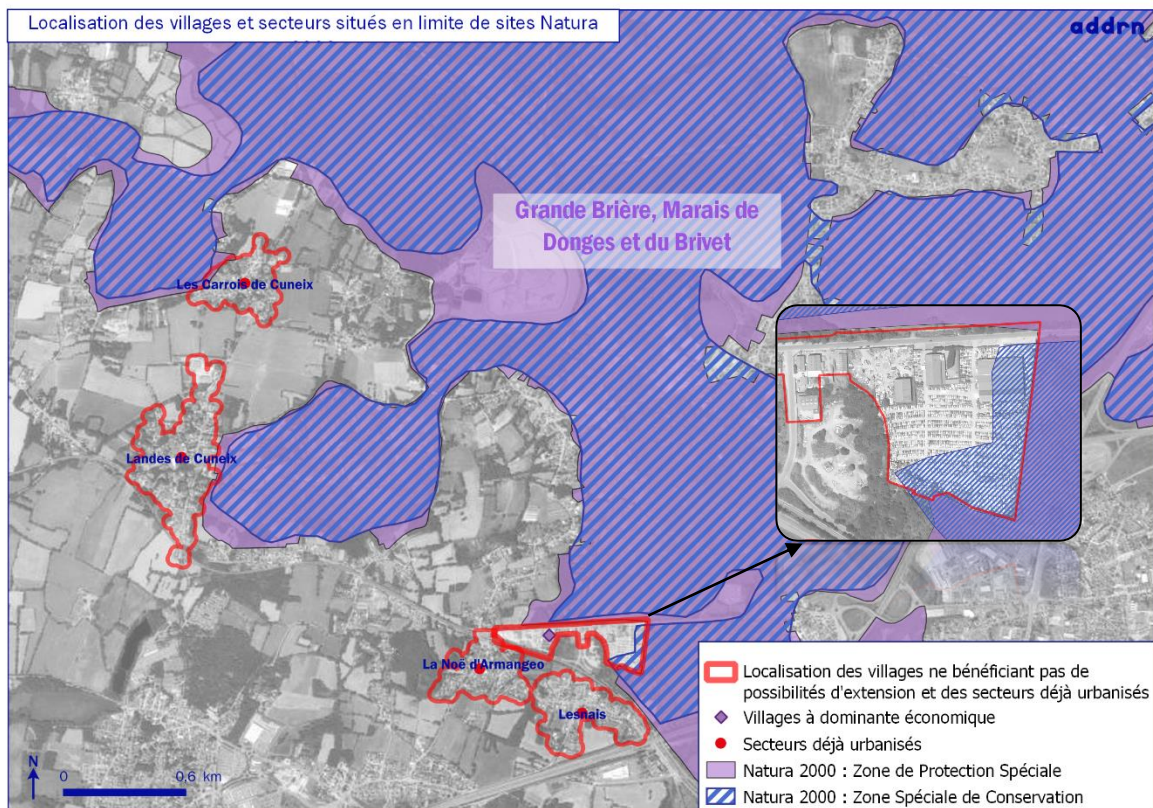 Localisation des villages et secteurs situés en limite de sites Natura
addrn
Grande Brière, Marais de
Donges et du Brivet
Les Carrois de Cuneix
Landes de Cuneix
La Noë d'Armangeo
Lesnais
N
0
0,6 km
Localisation des villages ne bénéficiant pas de
possibilités d'extension et des secteurs déjà urbanisés
Villages à dominante économique
Secteurs déjà urbanisés
Natura 2000 : Zone de Protection Spéciale
Natura 2000 : Zone Spéciale de Conservation